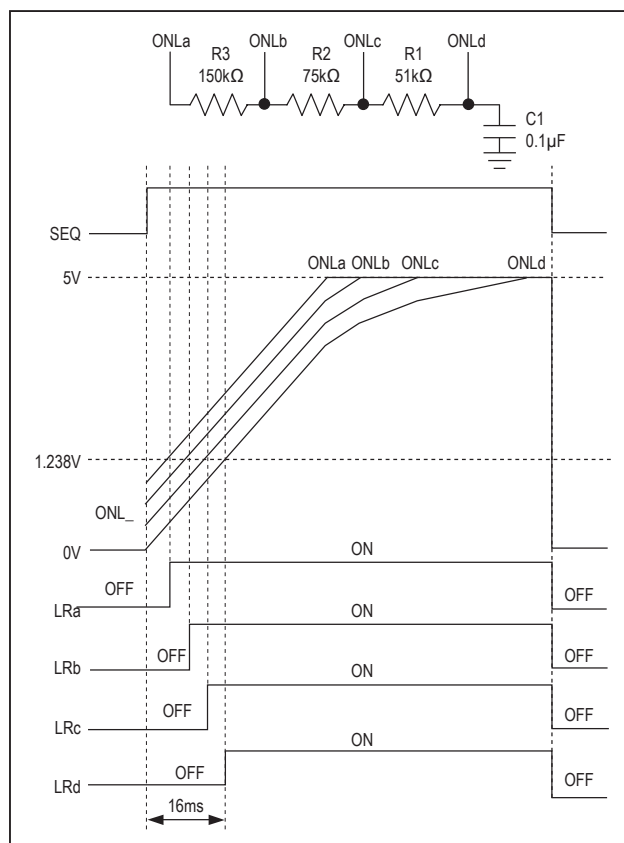 ONLa ONLb ONLc ONLd
R3 R2 R1
150kΩ 75kΩ 51kΩ
C1
0.1µF
SEQ
ONLa ONLb ONLc ONLd
5V
1.238V
ONL_
0V
ON
OFF OFF
LRa
ON
OFF OFF
LRb
ON
OFF OFF
LRc
ON
OFF OFF
LRd
16ms